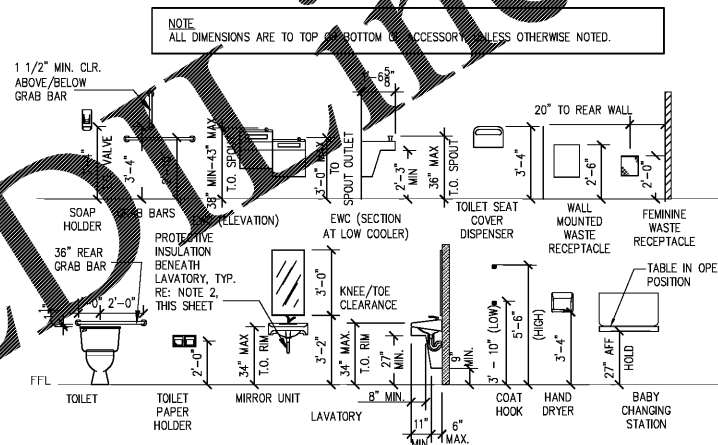 NOTE
ALL DIMENSIONS ARE TO TOP OR BOTTOM OF ACCESSORY, UNLESS OTHERWISE NOTED.
1 1/2" MIN. CLR.
ABOVE/BELOW
GRAB BAR
20" TO REAR WALL
VALVE
3'-4"
38" MIN-43" MAX
T.O. SPOUT
3'-0" MAX
TO
SPOUT OUTLET
2'-3"
MIN
36" MAX
T.O. SPOUT
3'-4"
2'-6"
2'-0"
SOAP
HOLDER
GRAB BARS
EWC (ELEVATION)
EWC (SECTION
AT LOW COOLER)
TOILET SEAT
COVER
DISPENSER
WALL
MOUNTED
WASTE
RECEPTACLE
FEMININE
WASTE
RECEPTACLE
36" REAR
GRAB BAR
PROTECTIVE
INSULATION
BENEATH
LAVATORY, TYP.
RE: NOTE 2,
THIS SHEET
KNEE/TOE
CLEARANCE
TABLE IN OPE
POSITION
2'-0"
2'-0"
34" MAX
T.O. RIM
3'-0"
3'-2"
34" MAX
T.O. RIM
27"
MIN.
9"
MIN.
3' - 10" (LOW)
5'-6"
(HIGH)
3'-4"
27" AFF
HOLD
FFL
TOILET
TOILET
PAPER
HOLDER
MIRROR UNIT
LAVATORY
8" MIN.
11"
MIN
6"
MAX.
COAT
HOOK
HAND
DRYER
BABY
CHANGING
STATION